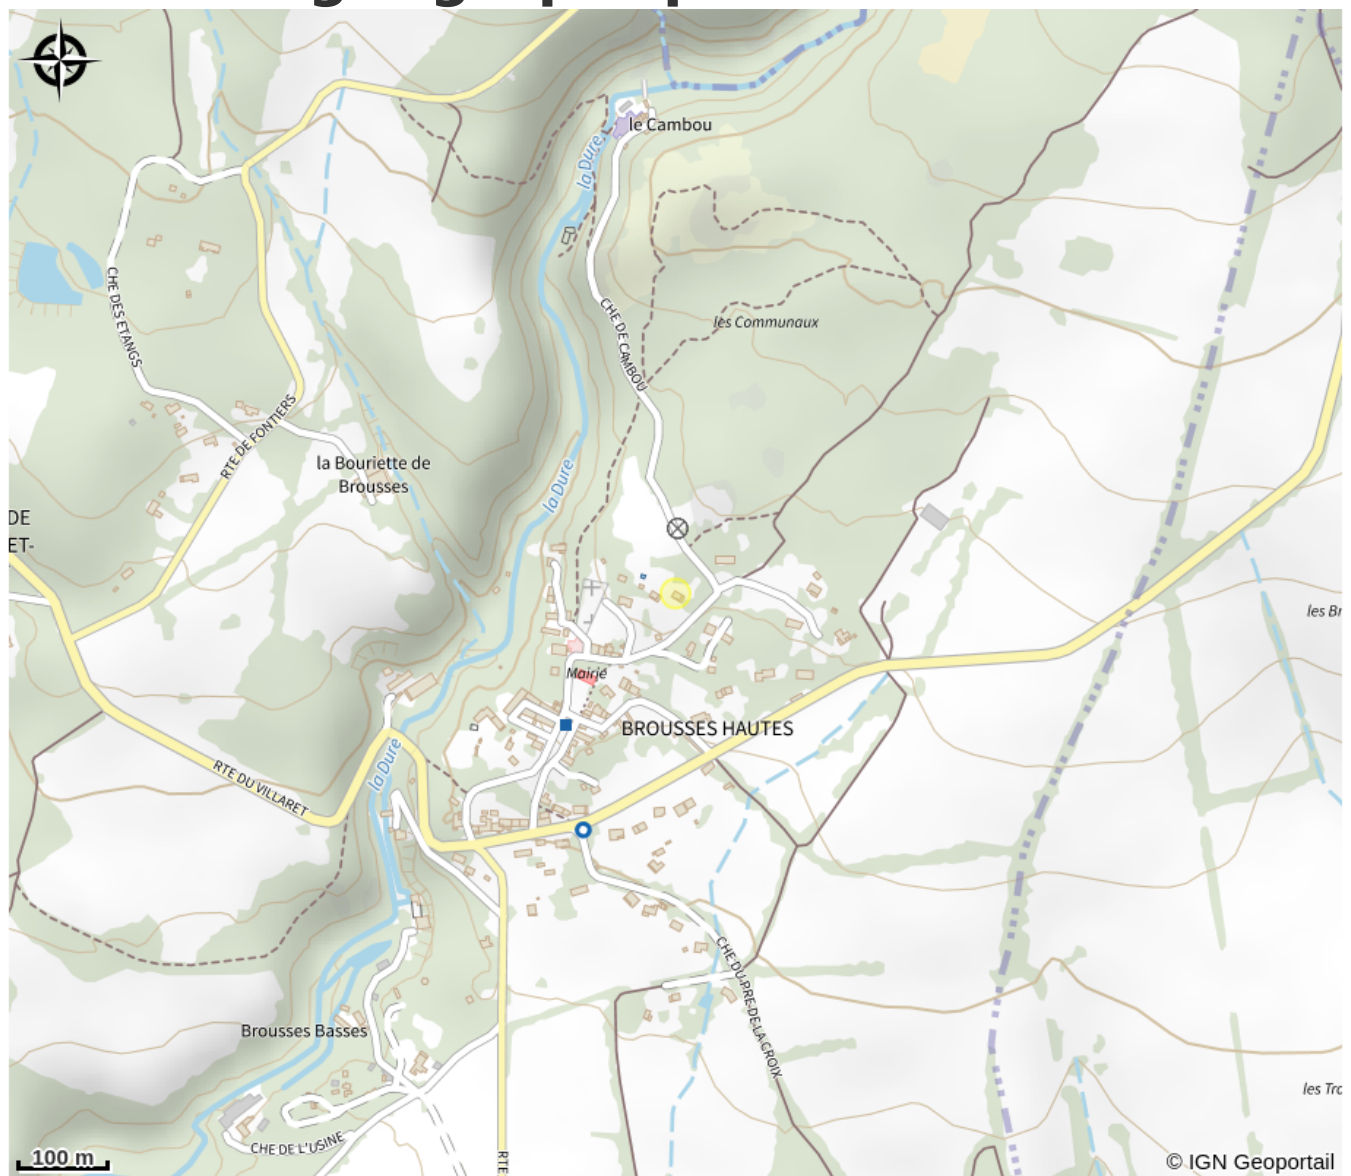 le Cambou
la Dure
CHE DES ETANGS
CHE DE CAMBOU
les Communaux
RTE DE FONTIERS
la Bouriette de
Brousses
la Dure
DE
ET-
les Br
Mairie
BROUSSES HAUTES
la Dure
RTE DU VILLARET
CHE DU PRE DE LA CROIX
Brousses Basses
les Tro
CHE DE L'USINE
RTE
100 m
© IGN Geoportail